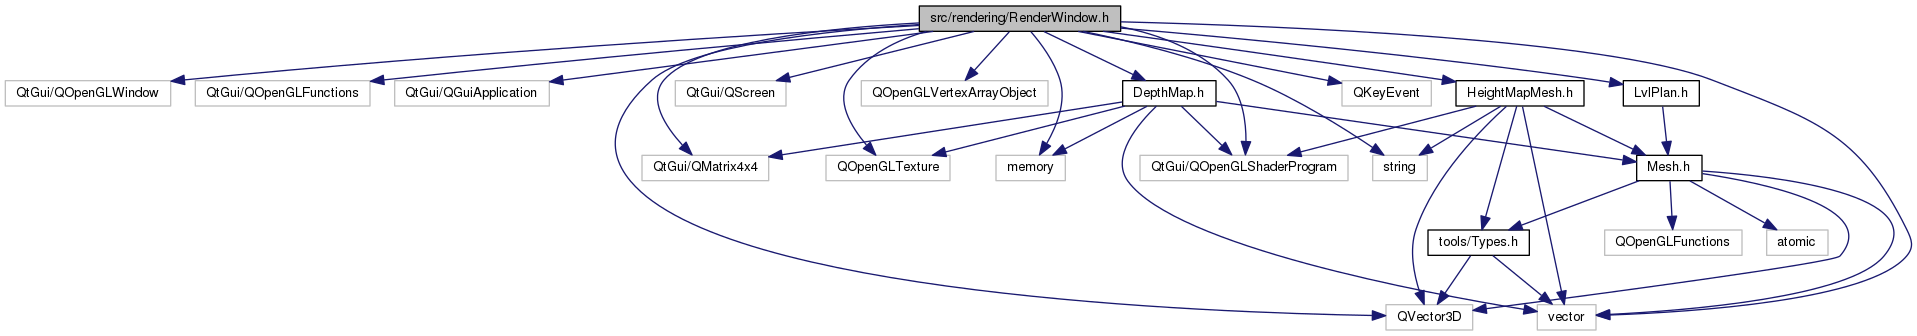 src/rendering/RenderWindow.h
QtGui/QOpenGLWindow
QtGui/QOpenGLFunctions
QtGui/QGuiApplication
QtGui/QScreen
QOpenGLVertexArrayObject
DepthMap.h
QKeyEvent
HeightMapMesh.h
LvlPlan.h
QtGui/QMatrix4x4
QOpenGLTexture
memory
QtGui/QOpenGLShaderProgram
string
Mesh.h
tools/Types.h
QOpenGLFunctions
atomic
QVector3D
vector